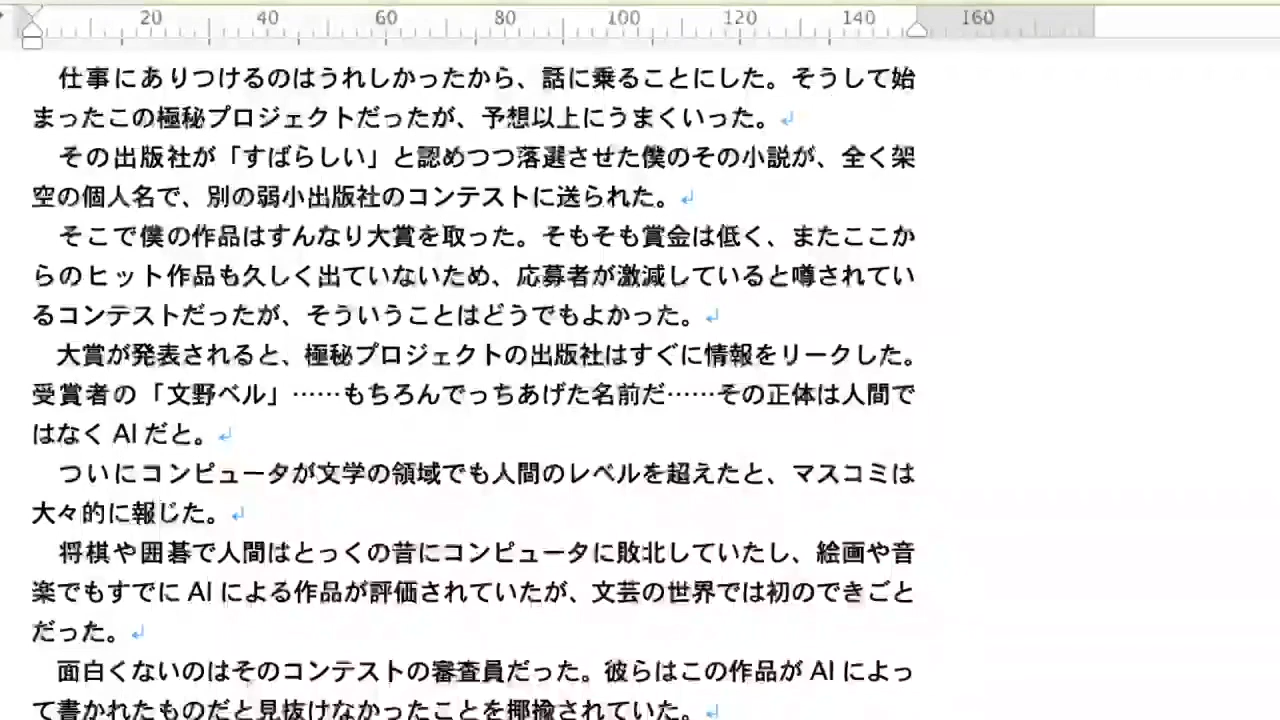 20 40 60 80 100 120 140 160
仕事にありつけるのはうれしかったから、話に乗ることにした。そうして始
まったこの極秘プロジェクトだったが、予想以上にうまくいった。
その出版社が「すばらしい」と認めつつ落選させた僕のその小説が、全く架
空の個人名で、別の弱小出版社のコンテストに送られた。
そこで僕の作品はすんなり大賞を取った。そもそも賞金は低く、またここか
らのヒット作品も久しく出ていないため、応募者が激減していると噂されてい
るコンテストだったが、そういうことはどうでもよかった。
大賞が発表されると、極秘プロジェクトの出版社はすぐに情報をリークした。
受賞者の「文野ベル」……もちろんでっちあげた名前だ……その正体は人間で
はなく AI だと。
ついにコンピュータが文学の領域でも人間のレベルを超えたと、マスコミは
大々的に報じた。
将棋や囲碁で人間はとっくの昔にコンピュータに敗北していたし、絵画や音
楽でもすでに AI による作品が評価されていたが、文芸の世界では初のできごと
だった。
面白くないのはそのコンテストの審査員だった。彼らはこの作品が AI によっ
て書かれたものだと見抜けなかったことを揶揄されていた。